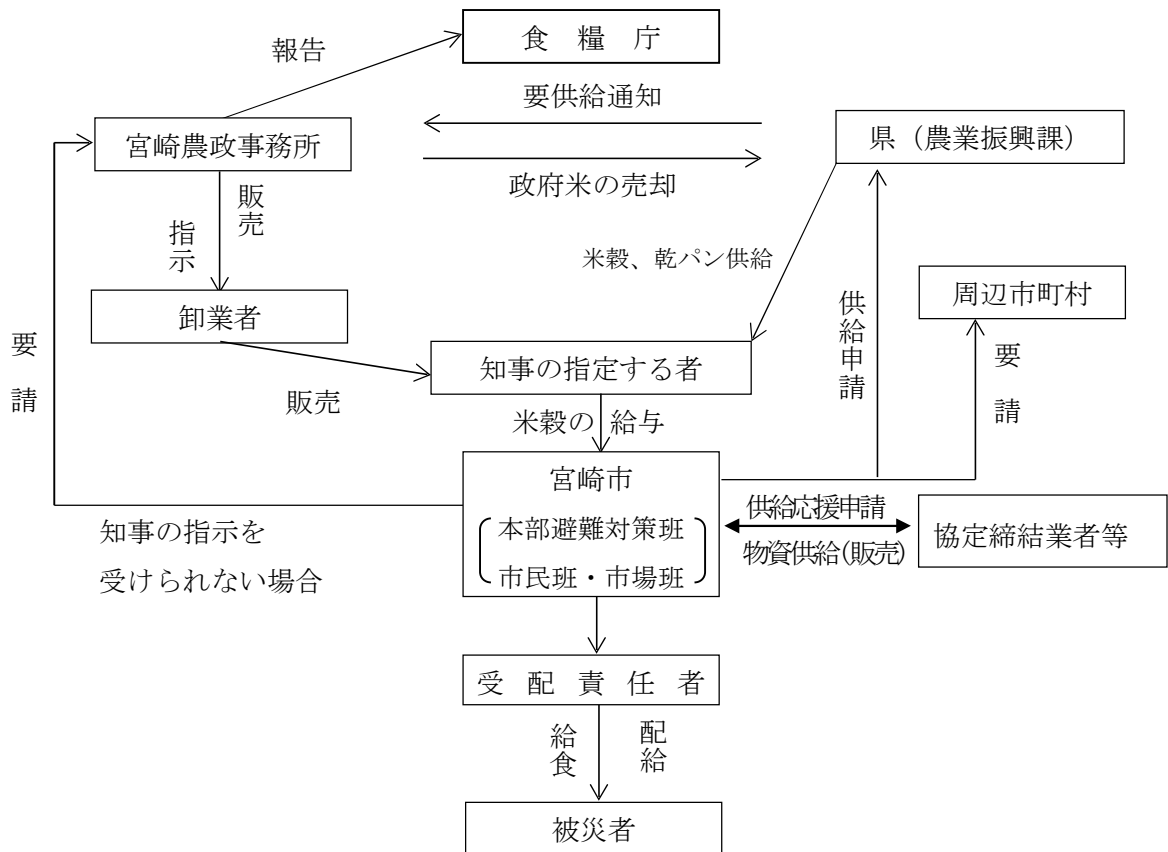 食糧庁
報告
要供給通知
宮崎農政事務所
県（農業振興課）
政府米の売却
販売
指示
米穀、乾パン供給
周辺市町村
供給申請
卸業者
要請
要請
知事の指定する者
販売
米穀の給与
宮崎市
本部避難対策班
市民班・市場班
供給応援申請
物資供給(販売)
協定締結業者等
知事の指示を
受けられない場合
受配責任者
給食
配給
被災者